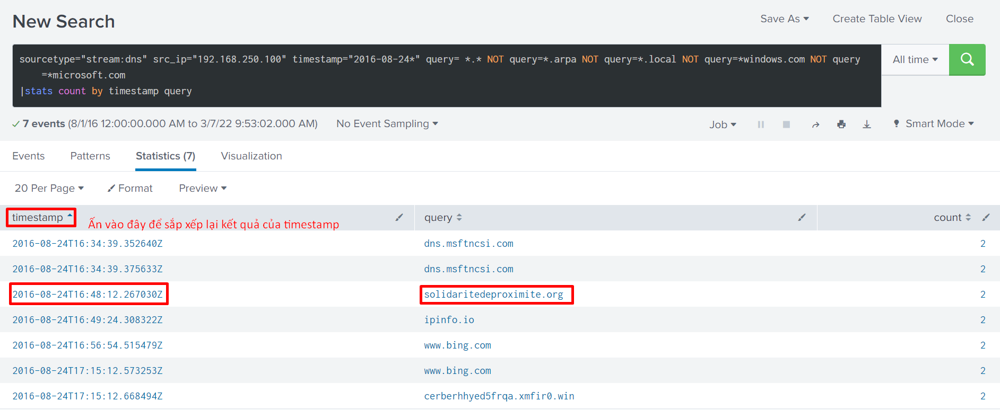 New Search
Save As
Create Table View
Close
sourcetype="stream:dns" src_ip="192.168.250.100" timestamp="2016-08-24*" query= *.* NOT query=*.arpa NOT query=*.local NOT query=*windows.com NOT query
=*microsoft.com
|stats count by timestamp query
All time
7 events (8/1/16 12:00:00.000 AM to 3/7/22 9:53:02.000 AM)
No Event Sampling
Job
Smart Mode
Events
Patterns
Statistics (7)
Visualization
20 Per Page
Format
Preview
timestamp
Ấn vào đây để sắp xếp lại kết quả của timestamp
query
count
2016-08-24T16:34:39.352640Z dns.msftncsi.com 2
2016-08-24T16:34:39.375633Z dns.msftncsi.com 2
2016-08-24T16:48:12.267030Z solidaritedeproximite.org 2
2016-08-24T16:49:24.308322Z ipinfo.io 2
2016-08-24T16:56:54.515479Z www.bing.com 2
2016-08-24T17:15:12.573253Z www.bing.com 2
2016-08-24T17:15:12.668494Z cerberhhyed5frqa.xmfir0.win 2